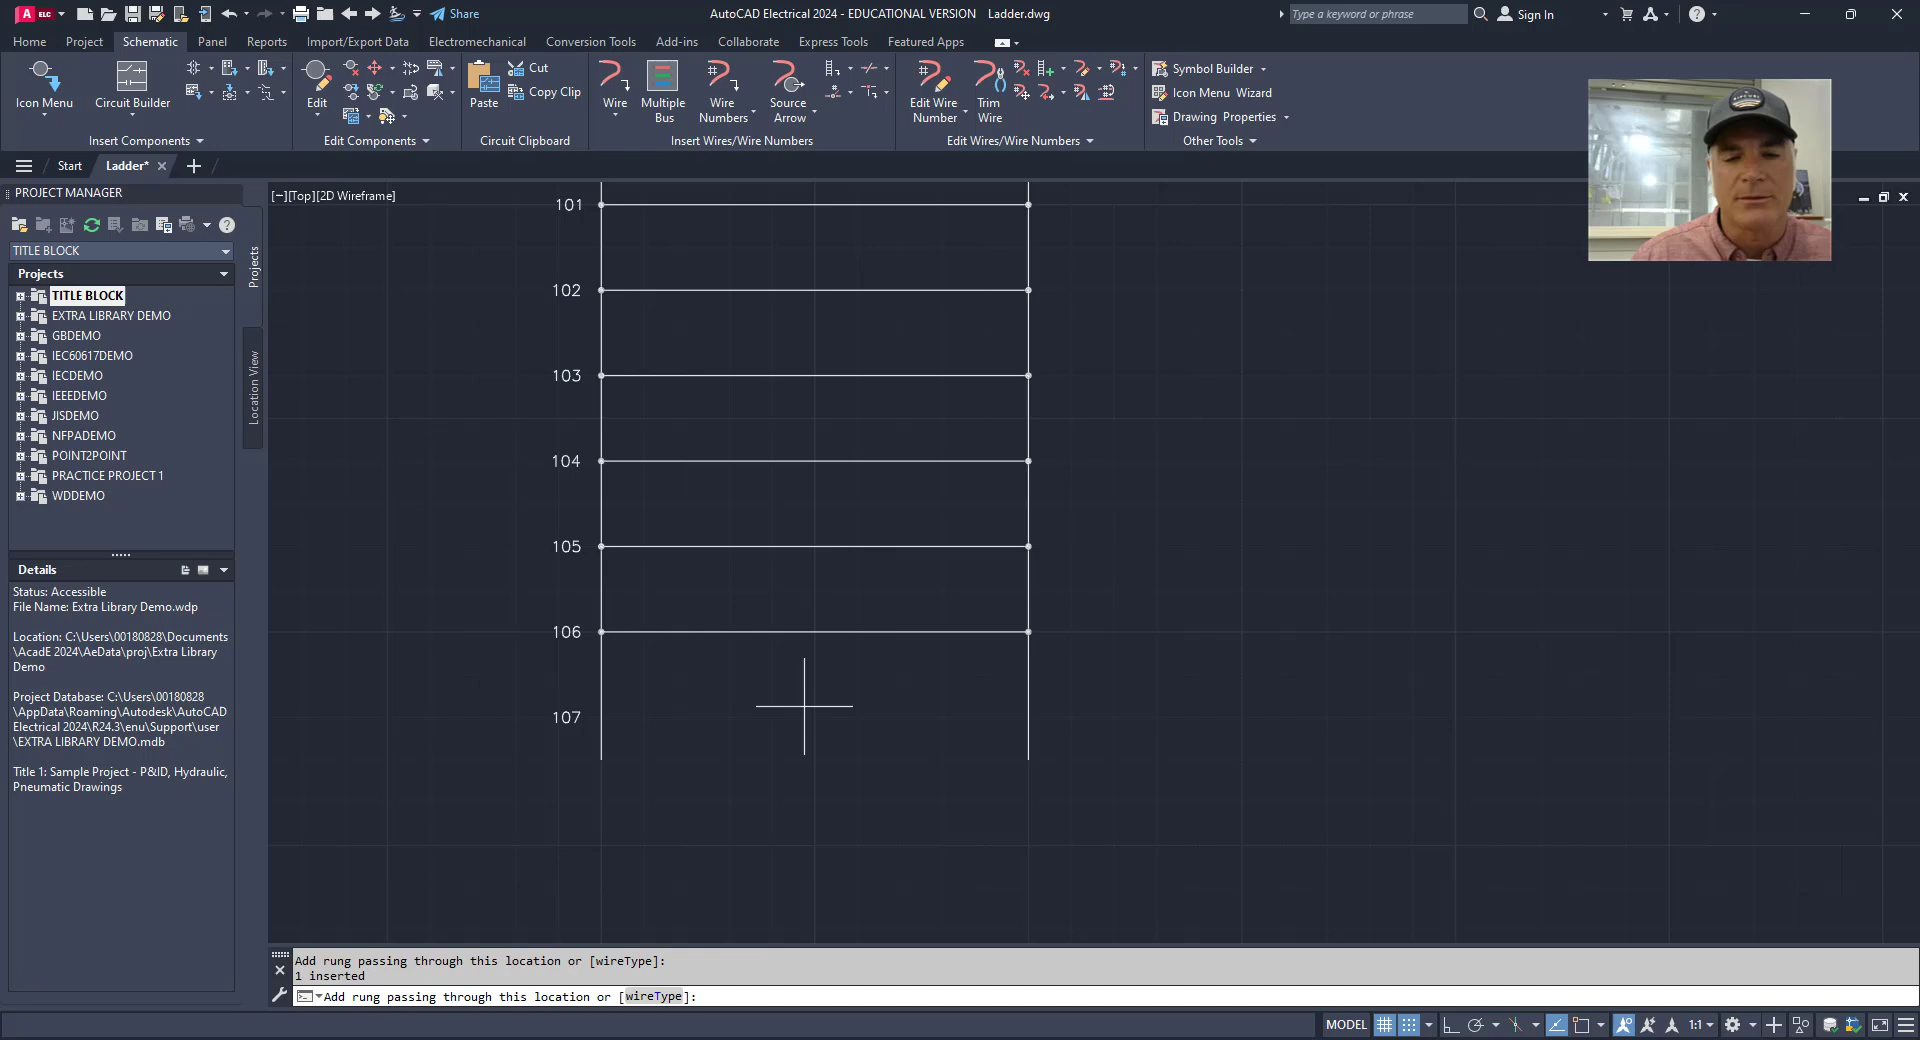 A ELC Share AutoCAD Electrical 2024 - EDUCATIONAL VERSION Ladder.dwg Type a keyword or phrase Sign In
Home Project Schematic Panel Reports Import/Export Data Electromechanical Conversion Tools Add-ins Collaborate Express Tools Featured Apps
Icon Menu
Circuit Builder
Insert Components
Edit
Edit Components
Paste
Cut
Copy Clip
Circuit Clipboard
Wire
Multiple Bus
Wire Numbers
Source Arrow
Insert Wires/Wire Numbers
Edit Wire Number
Trim Wire
Edit Wires/Wire Numbers
Symbol Builder
Icon Menu Wizard
Drawing Properties
Other Tools
Start Ladder*
PROJECT MANAGER
TITLE BLOCK
Projects
TITLE BLOCK
EXTRA LIBRARY DEMO
GBDEMO
IEC60617DEMO
IECDEMO
IEEEDEMO
JISDEMO
NFPADEMO
POINT2POINT
PRACTICE PROJECT 1
WDDEMO
Projects
Location View
Details
Status: Accessible
File Name: Extra Library Demo.wdp
Location: C:\Users\00180828\Documents
\AcadE 2024\AeData\proj\Extra Library
Demo
Project Database: C:\Users\00180828
\AppData\Roaming\Autodesk\AutoCAD
Electrical 2024\R24.3\enu\Support\user
\EXTRA LIBRARY DEMO.mdb
Title 1: Sample Project - P&ID, Hydraulic,
Pneumatic Drawings
[−][Top][2D Wireframe]
101
102
103
104
105
106
107
Add rung passing through this location or [wireType]:
1 inserted
Add rung passing through this location or [wireType]:
MODEL 1:1